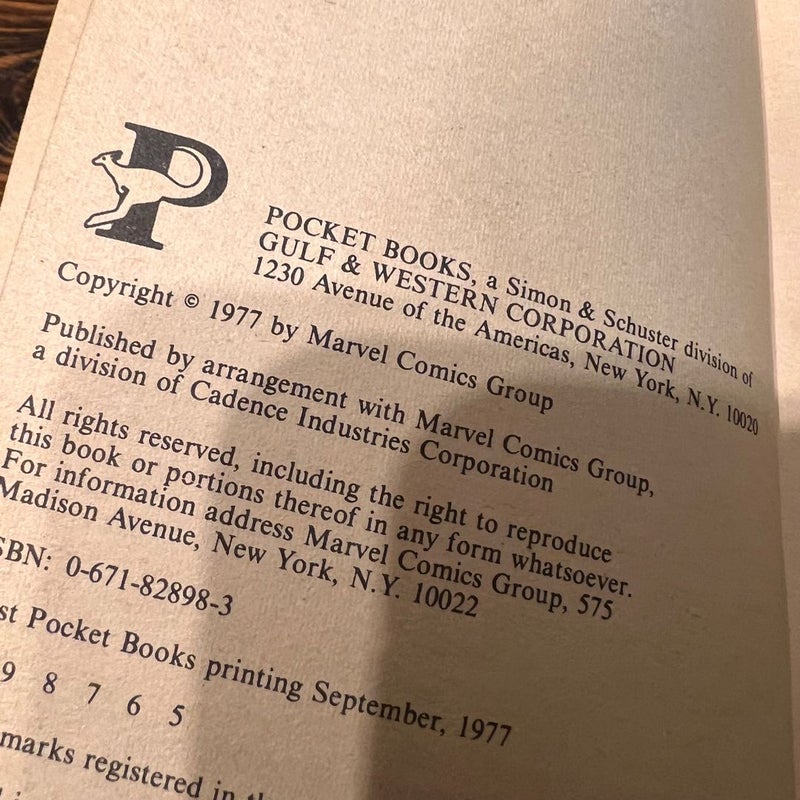 P
POCKET BOOKS, a Simon & Schuster division of
GULF & WESTERN CORPORATION
1230 Avenue of the Americas, New York, N.Y. 10020
Copyright © 1977 by Marvel Comics Group
Published by arrangement with Marvel Comics Group,
a division of Cadence Industries Corporation
All rights reserved, including the right to reproduce
this book or portions thereof in any form whatsoever.
For information address Marvel Comics Group, 575
Madison Avenue, New York, N.Y. 10022
SBN: 0-671-82898-3
st Pocket Books printing September, 1977
9 8 7 6 5
marks registered in th